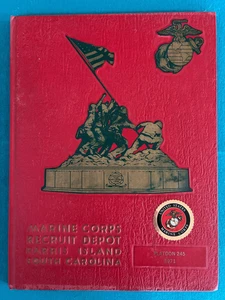 MARINE CORPS
RECRUIT DEPOT
PARRIS ISLAND
SOUTH CAROLINA
PLATOON